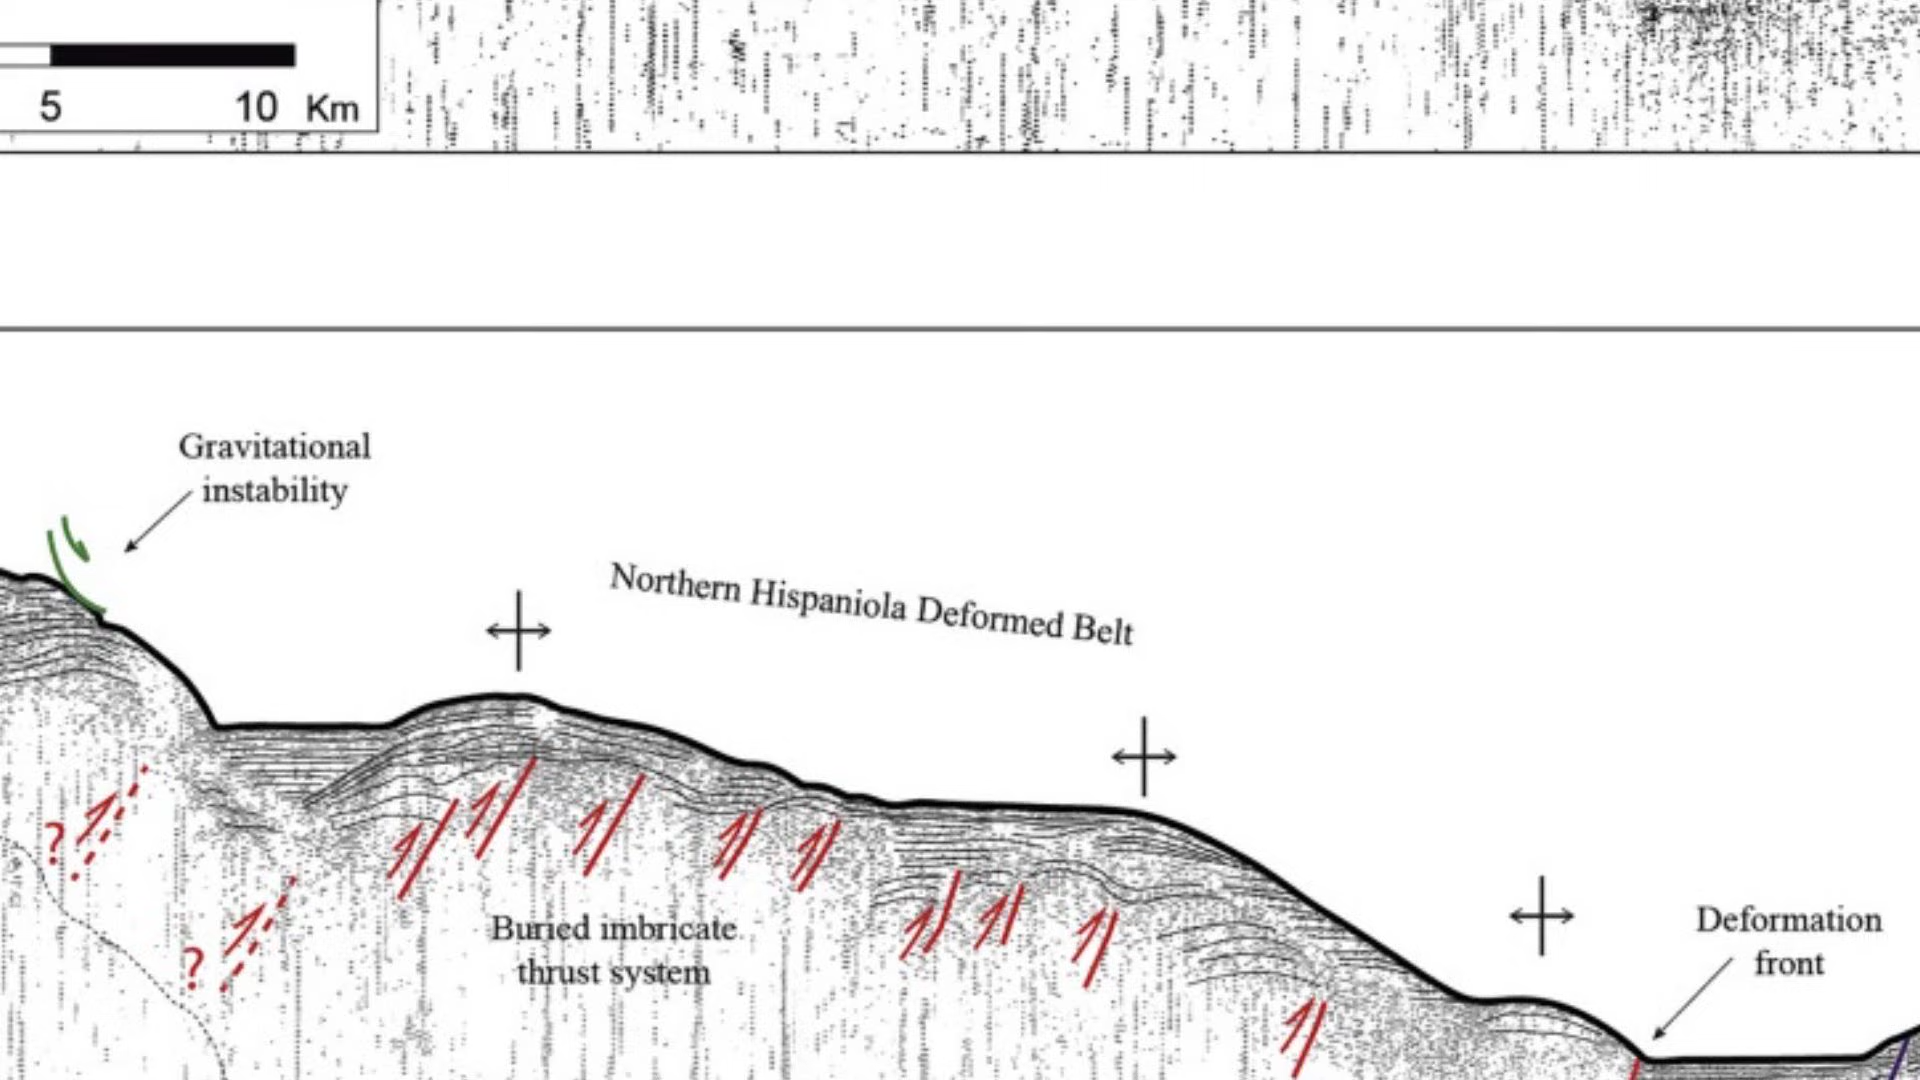 5 10 Km
Gravitational
instability
Northern Hispaniola Deformed Belt
?
?
Buried imbricate
thrust system
Deformation
front